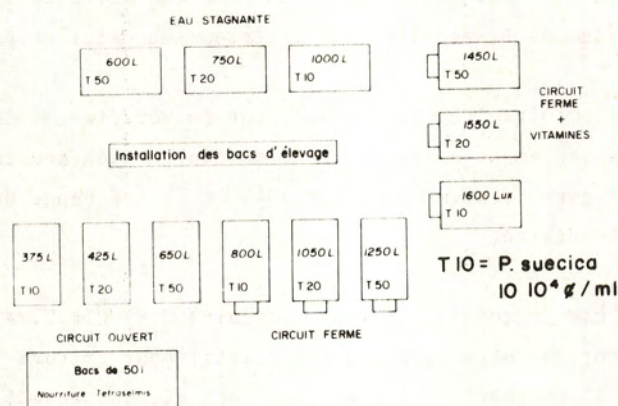 EAU STAGNANTE
600L
T 50
750L
T 20
1000L
T 10
1450L
T 50
CIRCUIT
FERME
+
VITAMINES
1550L
T 20
Installation des bacs d'élevage
1600 Lux
T 10
375L
T 10
425L
T 20
650L
T 50
800L
T 10
1050L
T 20
1250L
T 50
T 10 = P. suecica
10 10⁴ ¢/ml
CIRCUIT OUVERT
CIRCUIT FERME
Bacs de 50l
Nourriture Tetraselmis